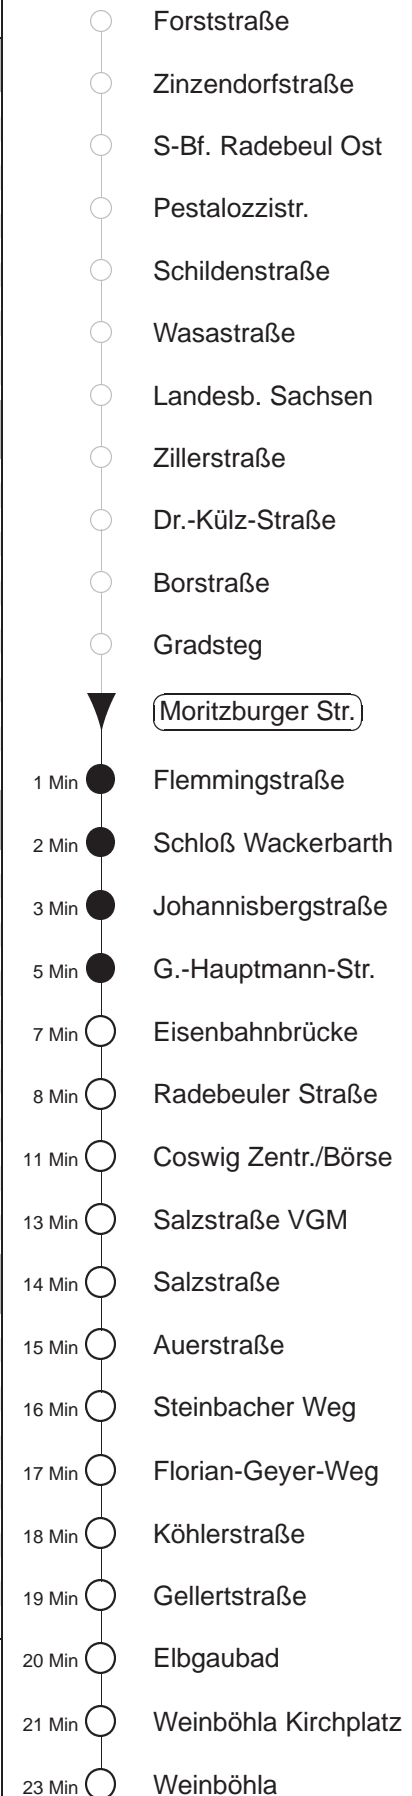 Forststraße
Zinzendorfstraße
S-Bf. Radebeul Ost
Pestalozzistr.
Schildenstraße
Wasastraße
Landesb. Sachsen
Zillerstraße
Dr.-Külz-Straße
Borstraße
Gradsteg
Moritzburger Str.
1 Min Flemmingstraße
2 Min Schloß Wackerbarth
3 Min Johannisbergstraße
5 Min G.-Hauptmann-Str.
7 Min Eisenbahnbrücke
8 Min Radebeuler Straße
11 Min Coswig Zentr./Börse
13 Min Salzstraße VGM
14 Min Salzstraße
15 Min Auerstraße
16 Min Steinbacher Weg
17 Min Florian-Geyer-Weg
18 Min Köhlerstraße
19 Min Gellertstraße
20 Min Elbgaubad
21 Min Weinböhla Kirchplatz
23 Min Weinböhla